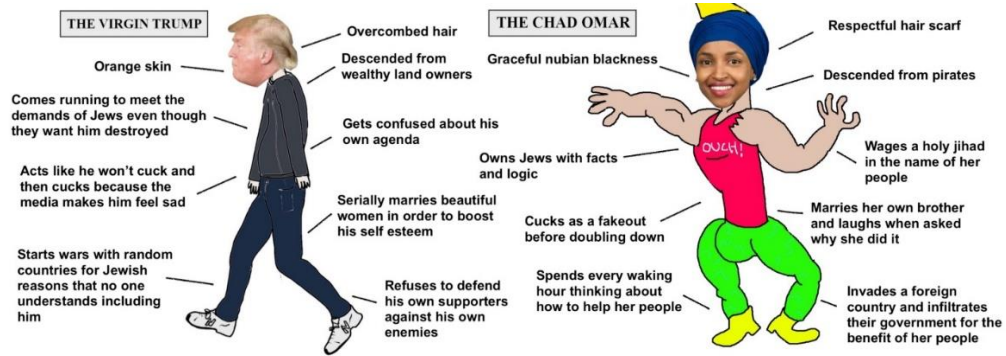 THE VIRGIN TRUMP
Overcombed hair
Orange skin
Descended from
wealthy land owners
Comes running to meet the
demands of Jews even though
they want him destroyed
Gets confused about his
own agenda
Acts like he won't cuck and
then cucks because the
media makes him feel sad
Serially marries beautiful
women in order to boost
his self esteem
Starts wars with random
countries for Jewish
reasons that no one
understands including
him
Refuses to defend
his own supporters
against his own
enemies
THE CHAD OMAR
Respectful hair scarf
Graceful nubian blackness
Descended from pirates
OUCH!
Owns Jews with facts
and logic
Wages a holy jihad
in the name of her
people
Cucks as a fakeout
before doubling down
Marries her own brother
and laughs when asked
why she did it
Spends every waking
hour thinking about
how to help her people
Invades a foreign
country and infiltrates
their government for the
benefit of her people